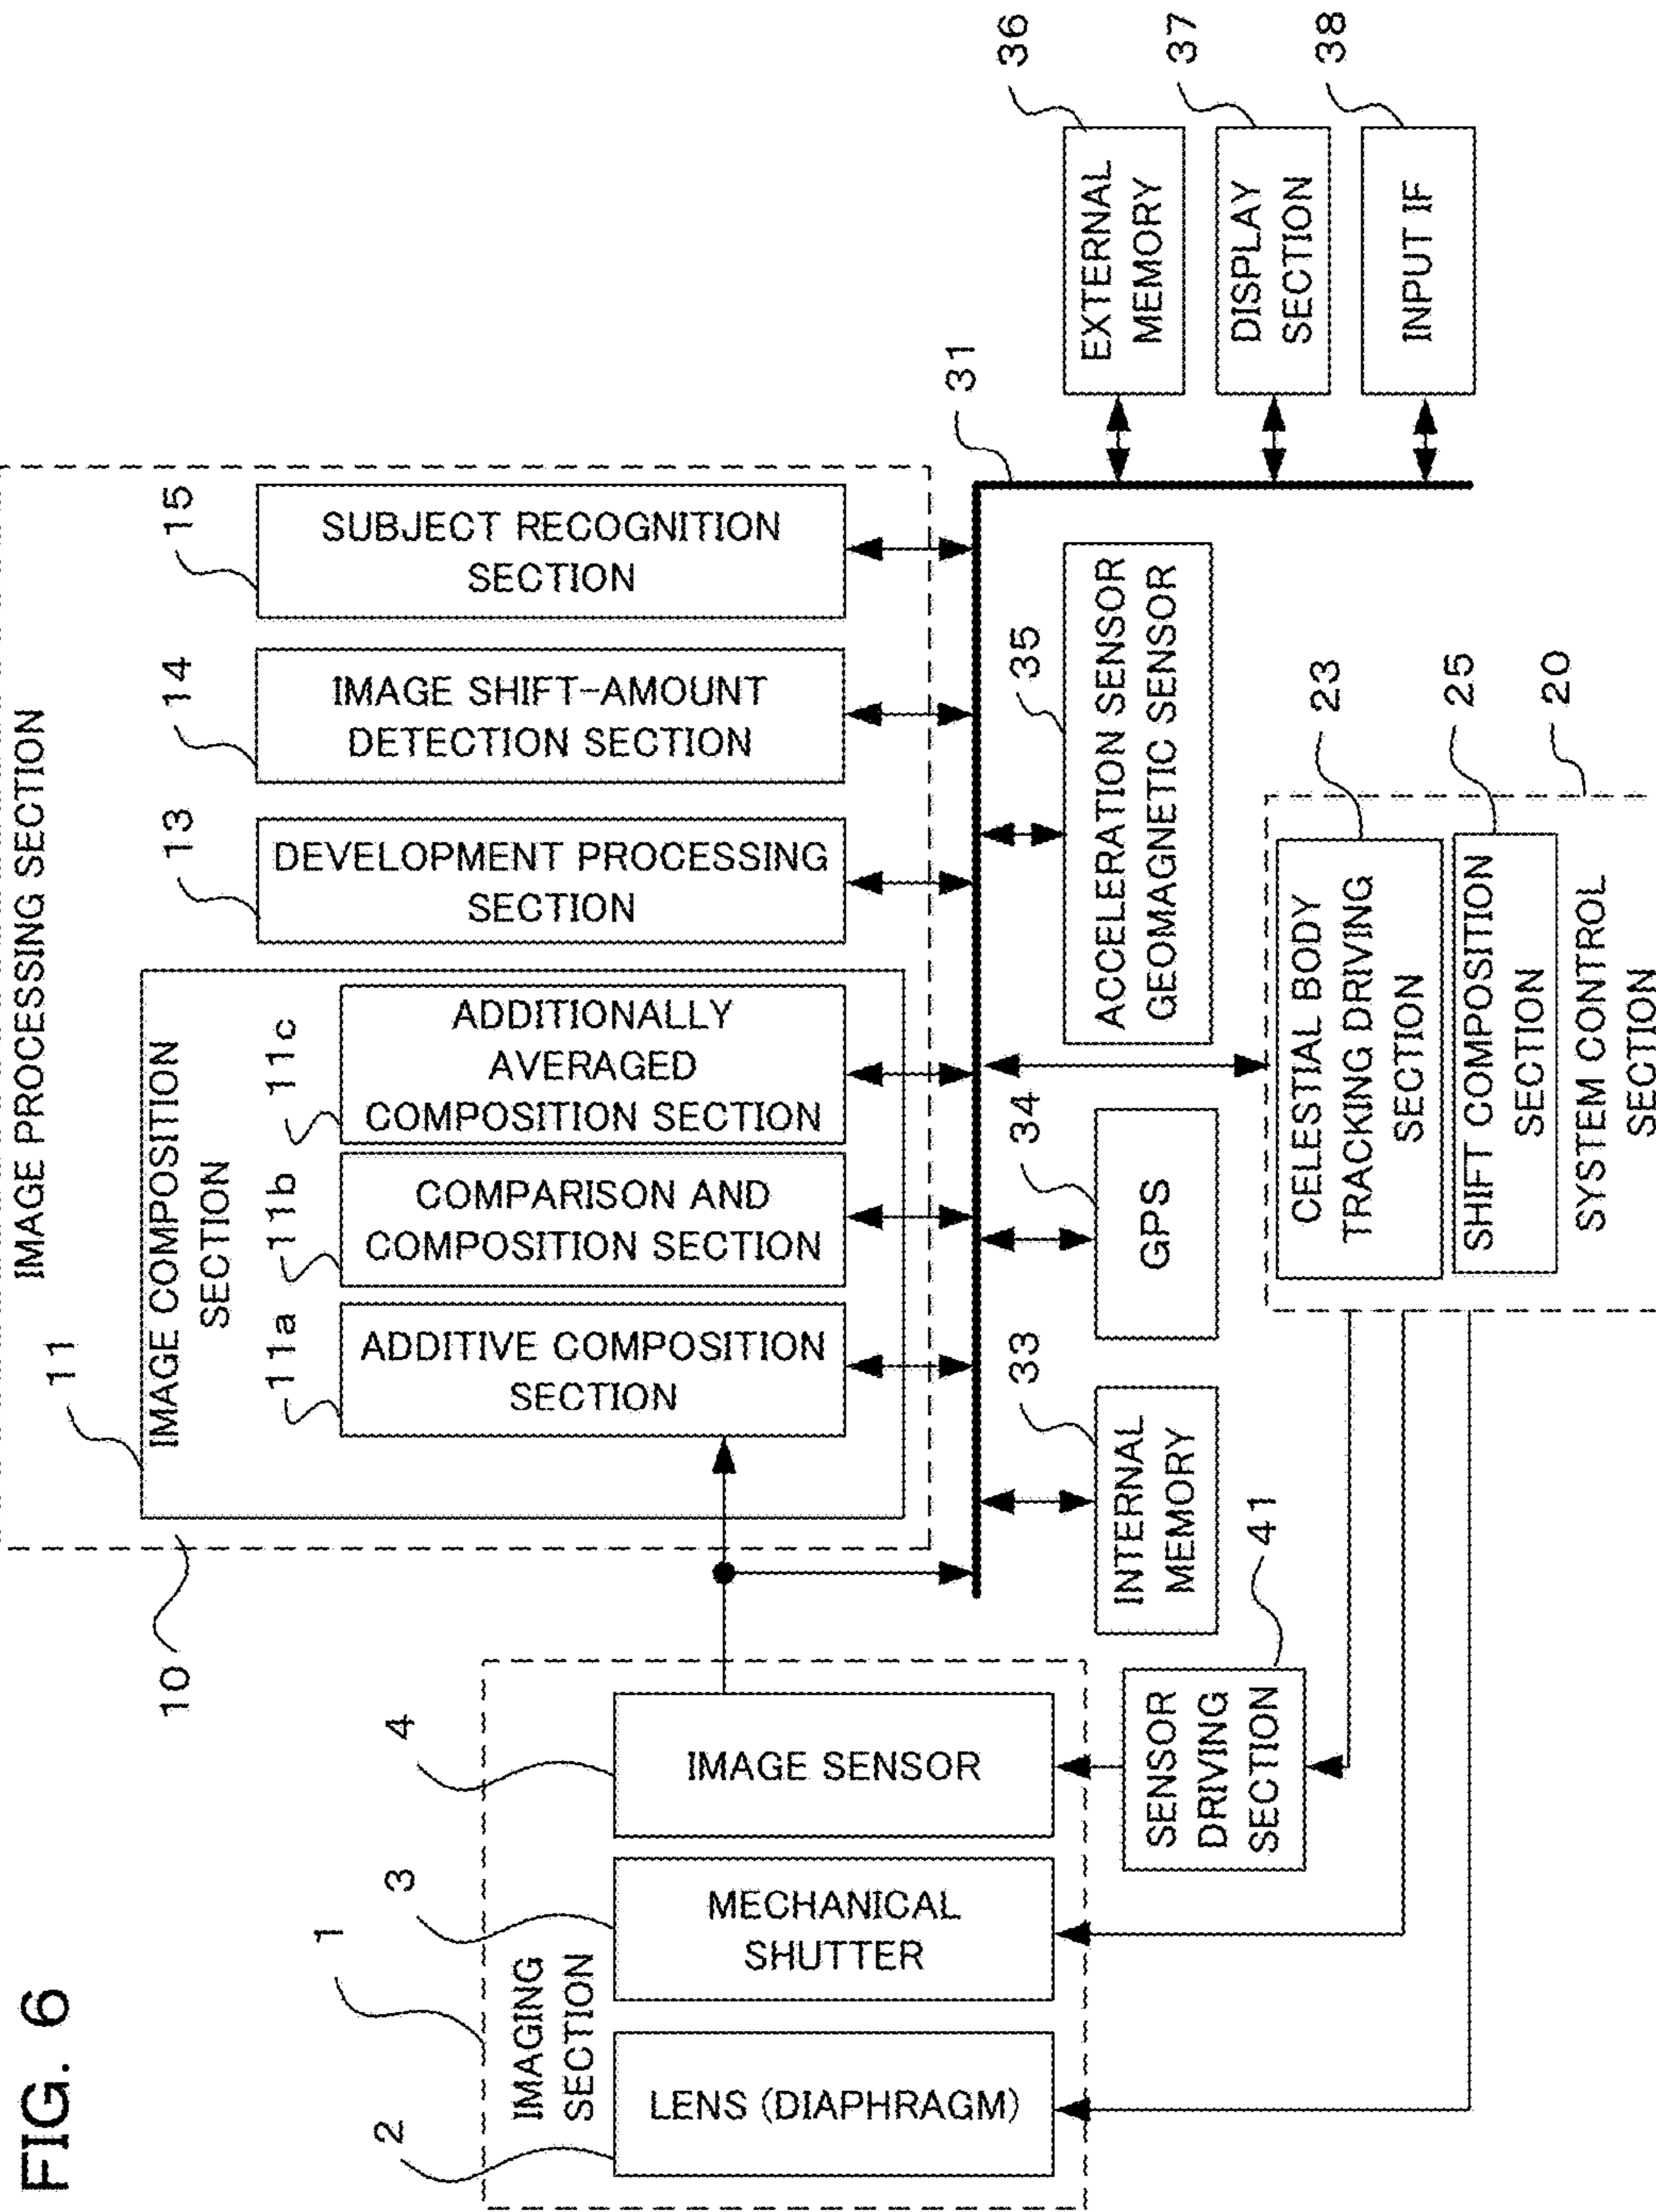 FIG. 6
IMAGE PROCESSING SECTION
10
11
IMAGE COMPOSITION
SECTION
11a
ADDITIVE COMPOSITION
SECTION
11b
COMPARISON AND
COMPOSITION SECTION
11c
ADDITIONALLY
AVERAGED
COMPOSITION SECTION
13
DEVELOPMENT PROCESSING
SECTION
14
IMAGE SHIFT-AMOUNT
DETECTION SECTION
15
SUBJECT RECOGNITION
SECTION
1
IMAGING
SECTION
2
LENS (DIAPHRAGM)
3
MECHANICAL
SHUTTER
4
IMAGE SENSOR
31
41
SENSOR
DRIVING
SECTION
33
INTERNAL
MEMORY
34
GPS
35
ACCELERATION SENSOR
GEOMAGNETIC SENSOR
36
EXTERNAL
MEMORY
37
DISPLAY
SECTION
38
INPUT IF
23
CELESTIAL BODY
TRACKING DRIVING
SECTION
25
SHIFT COMPOSITION
SECTION
20
SYSTEM CONTROL
SECTION